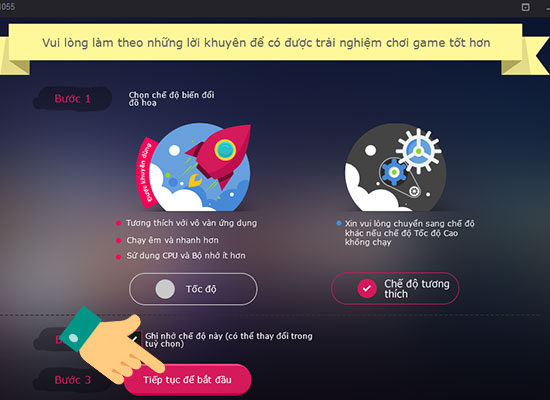 1055
Vui lòng làm theo những lời khuyên để có được trải nghiệm chơi game tốt hơn
Bước 1
Chọn chế độ biến đổi
đồ hoạ
Được khuyên dùng
Tương thích với vô vàn ứng dụng
Chạy êm và nhanh hơn
Sử dụng CPU và Bộ nhớ ít hơn
Xin vui lòng chuyển sang chế độ
khác nếu chế độ Tốc độ Cao
không chạy
Tốc độ
Chế độ tương
thích
Ghi nhớ chế độ này (có thể thay đổi trong
tuỳ chọn)
Bước 3
Tiếp tục để bắt đầu